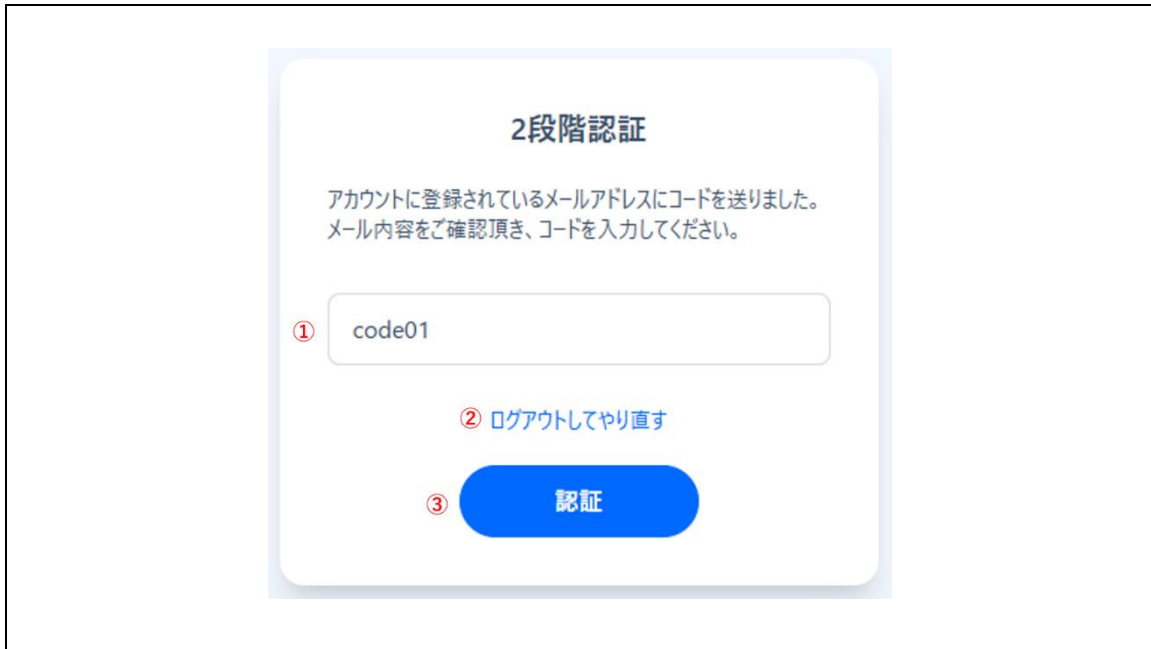 2段階認証
アカウントに登録されているメールアドレスにコードを送りました。
メール内容をご確認頂き、コードを入力してください。
① code01
② ログアウトしてやり直す
③ 認証